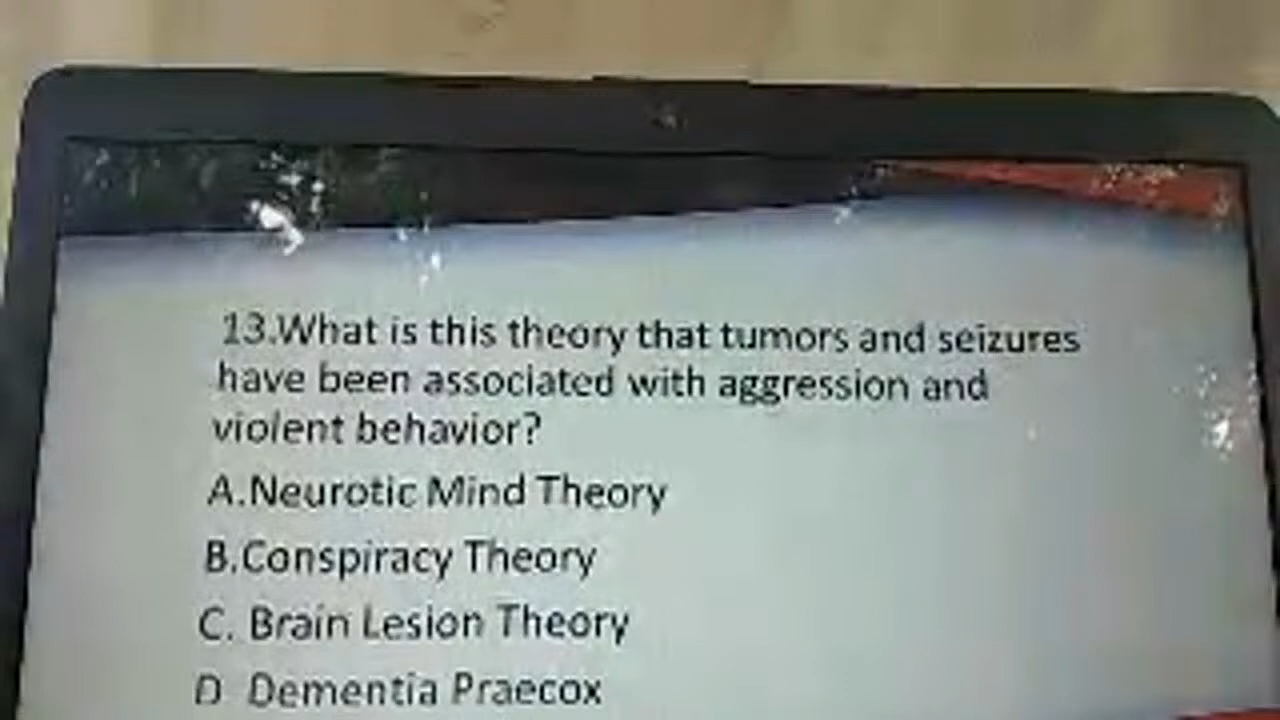 13.What is this theory that tumors and seizures
have been associated with aggression and
violent behavior?
A.Neurotic Mind Theory
B.Conspiracy Theory
C. Brain Lesion Theory
D Dementia Praecox